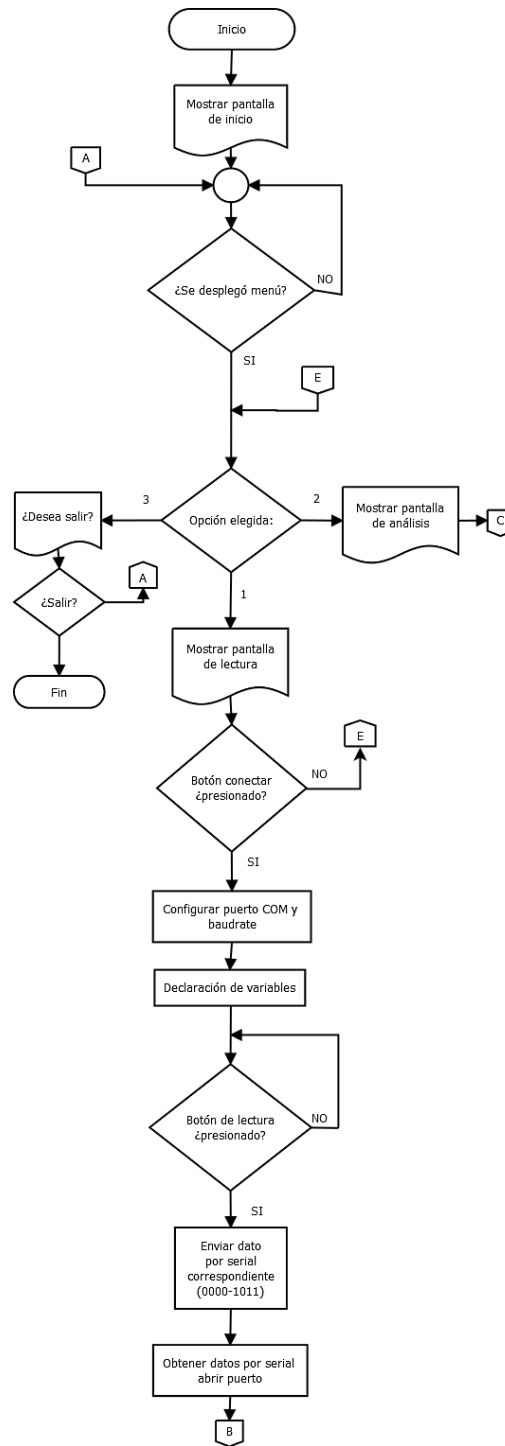 Inicio
Mostrar pantalla
de inicio
A
¿Se desplegó menú?
NO
SI
E
¿Desea salir?
3
Opción elegida:
2
Mostrar pantalla
de análisis
C
¿Salir?
A
1
Fin
Mostrar pantalla
de lectura
E
Botón conectar
¿presionado?
NO
SI
Configurar puerto COM y
baudrate
Declaración de variables
Botón de lectura
¿presionado?
NO
SI
Enviar dato
por serial
correspondiente
(0000-1011)
Obtener datos por serial
abrir puerto
B